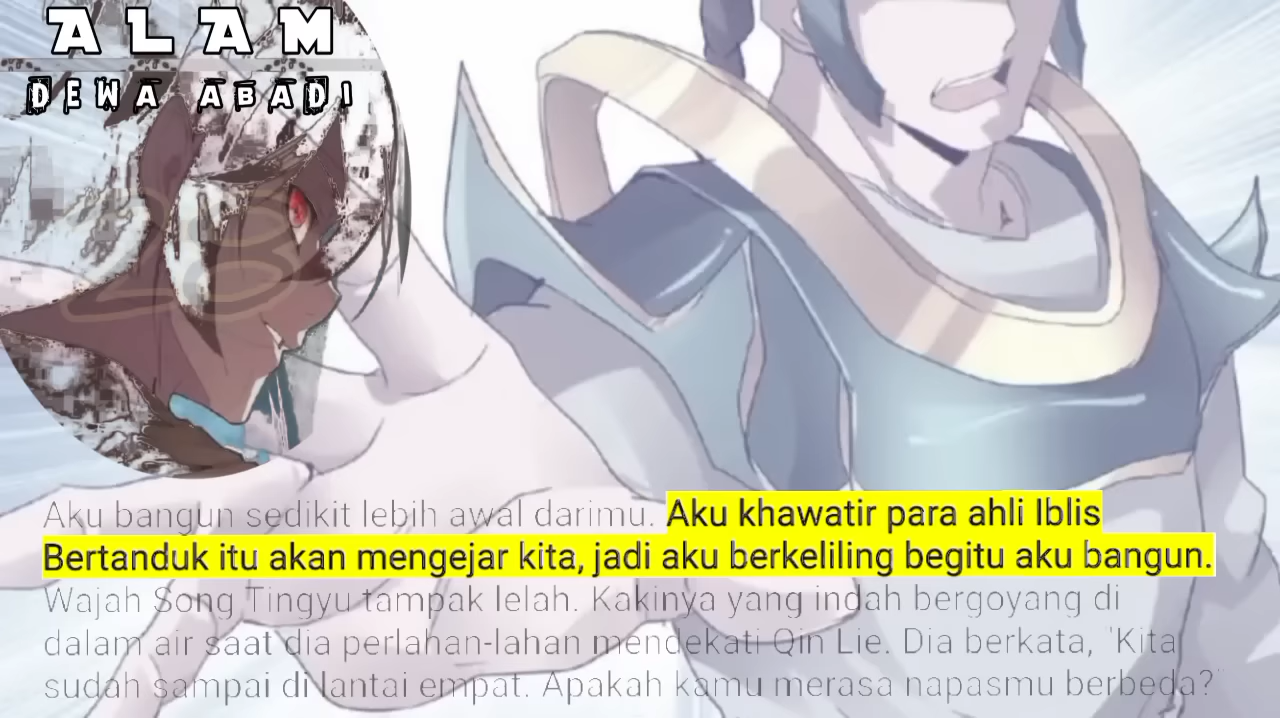 ALAM
DEWA ABADI
Aku bangun sedikit lebih awal darimu. Aku khawatir para ahli Iblis
Bertanduk itu akan mengejar kita, jadi aku berkeliling begitu aku bangun.
Wajah Song Tingyu tampak lelah. Kakinya yang indah bergoyang di
dalam air saat dia perlahan-lahan mendekati Qin Lie. Dia berkata, 'Kita
sudah sampai di lantai empat. Apakah kamu merasa napasmu berbeda?'